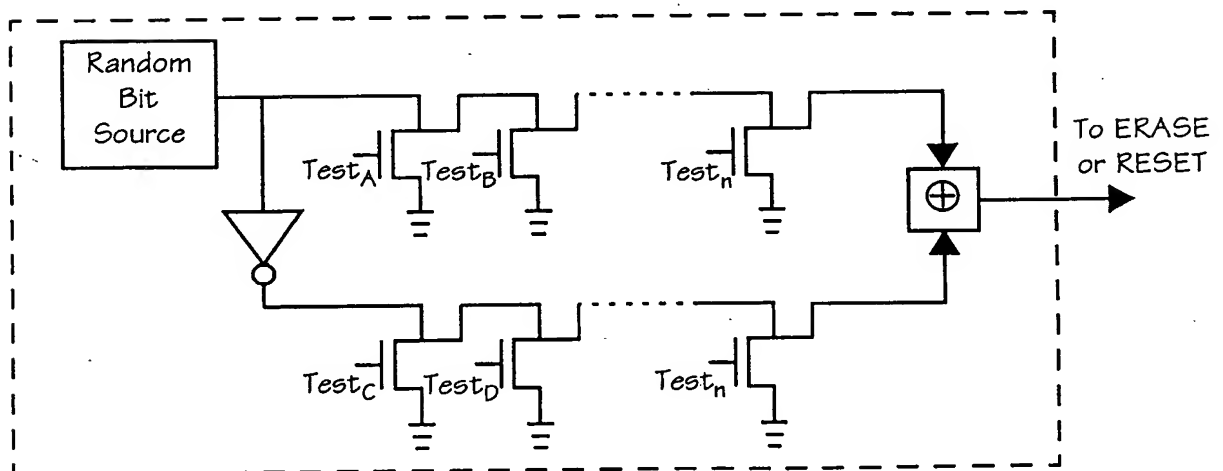 Random
Bit
Source
To ERASE
or RESET
Test_A
Test_B
Test_n
Test_C
Test_D
Test_n